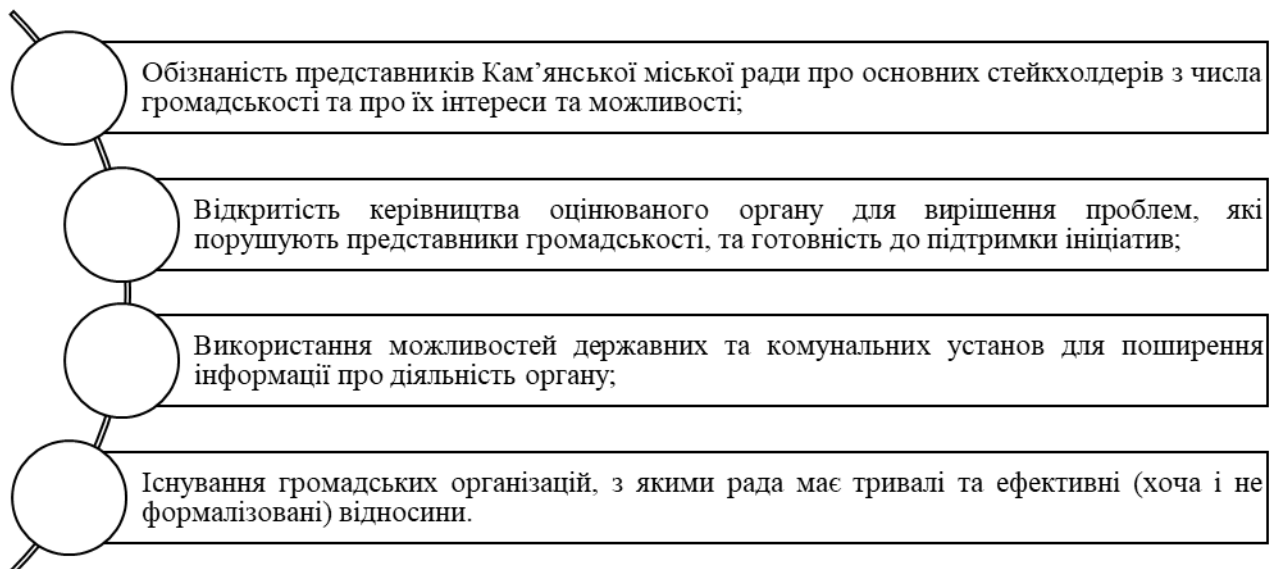 Обізнаність представників Кам’янської міської ради про основних стейкхолдерів з числа
громадськості та про їх інтереси та можливості;
Відкритість керівництва оцінюваного органу для вирішення проблем, які
порушують представники громадськості, та готовність до підтримки ініціатив;
Використання можливостей державних та комунальних установ для поширення
інформації про діяльність органу;
Існування громадських організацій, з якими рада має тривалі та ефективні (хоча і не
формалізовані) відносини.